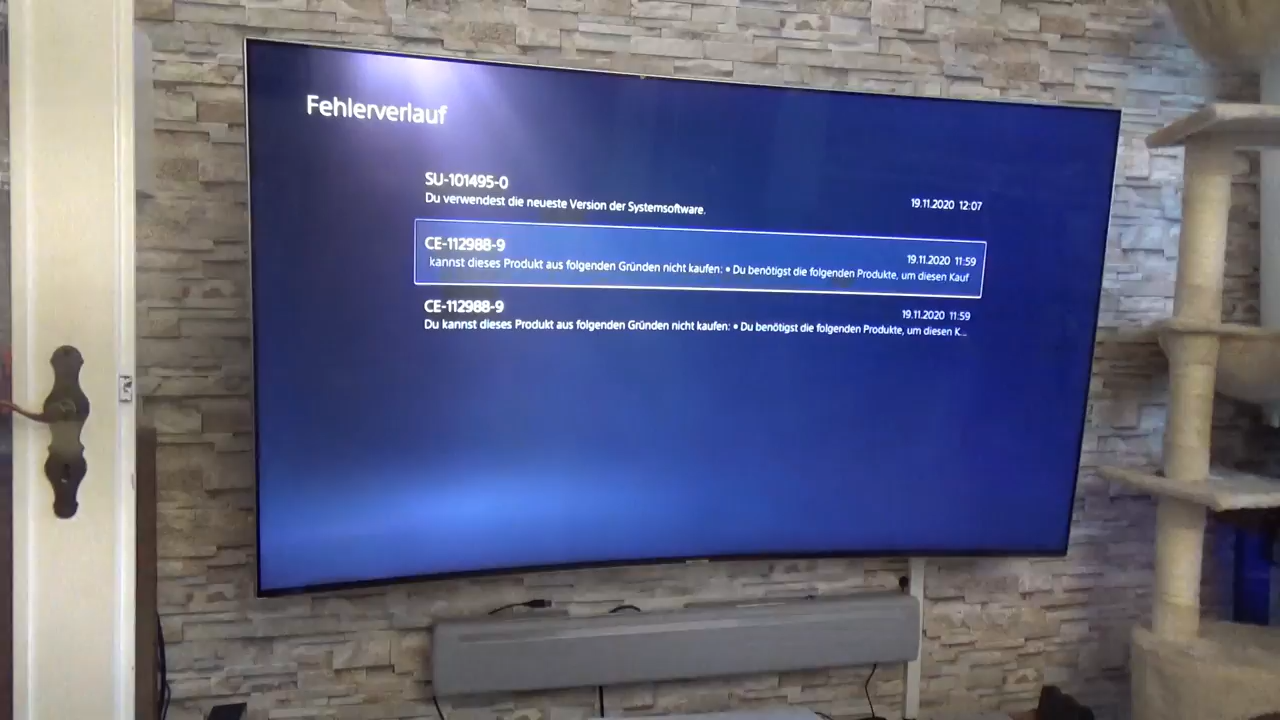 Fehlerverlauf
SU-101495-0
Du verwendest die neueste Version der Systemsoftware.
19.11.2020 12:07
CE-112988-9
19.11.2020 11:59
kannst dieses Produkt aus folgenden Gründen nicht kaufen: • Du benötigst die folgenden Produkte, um diesen Kauf
CE-112988-9
19.11.2020 11:59
Du kannst dieses Produkt aus folgenden Gründen nicht kaufen: • Du benötigst die folgenden Produkte, um diesen K...